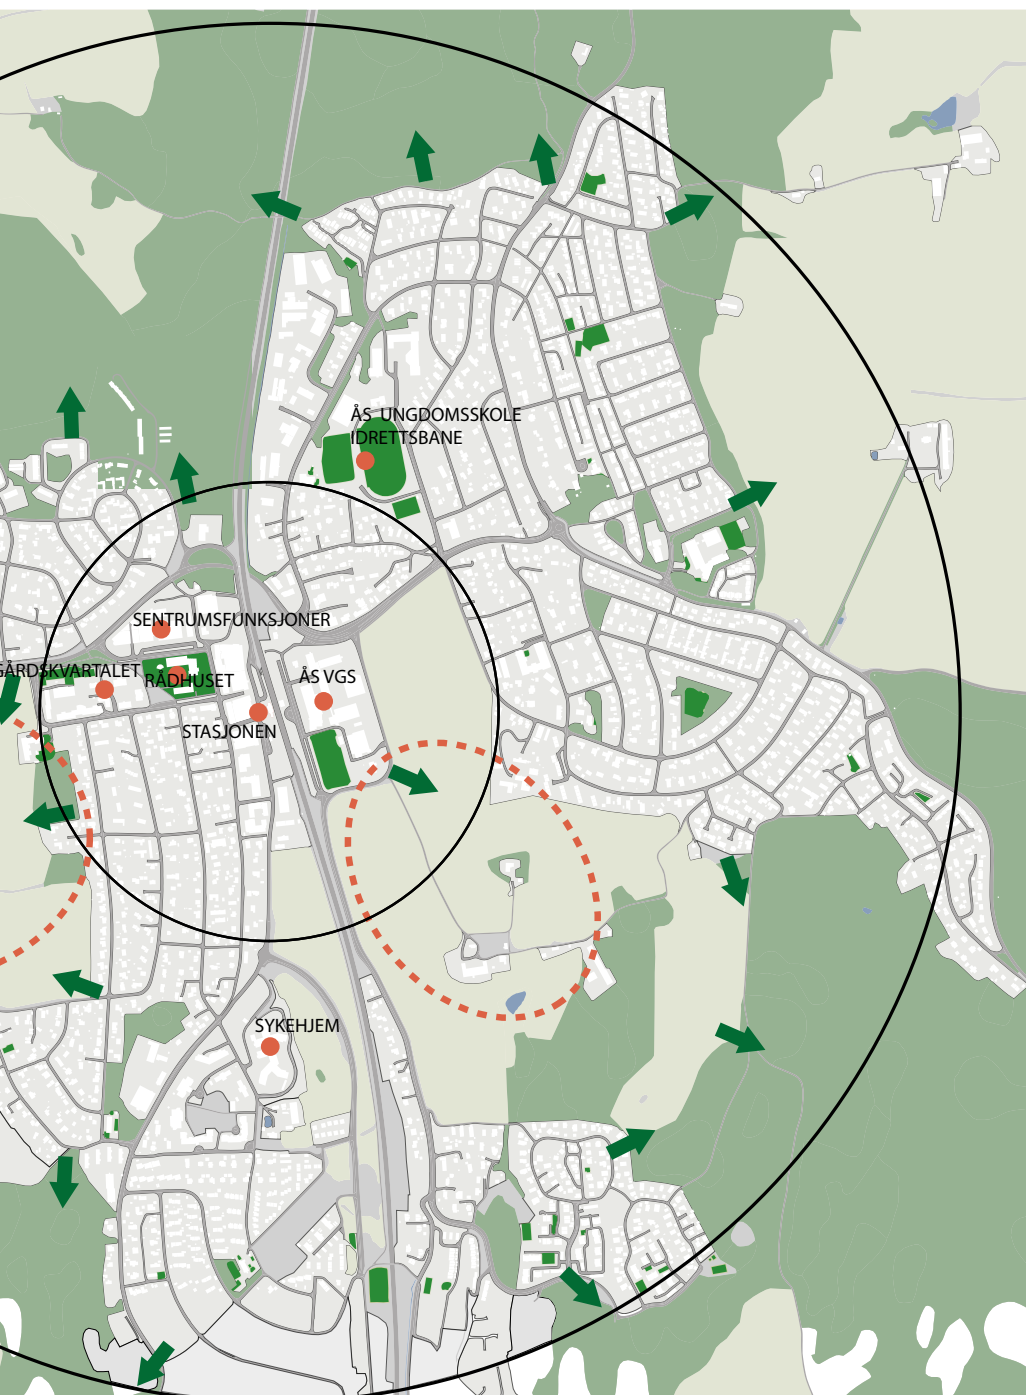 ÅS UNGDOMSSKOLE
IDRETTSBANE
SENTRUMSFUNKSJONER
GÅRDSKVARTALET
RÅDHUSET
ÅS VGS
STASJONEN
SYKEHJEM